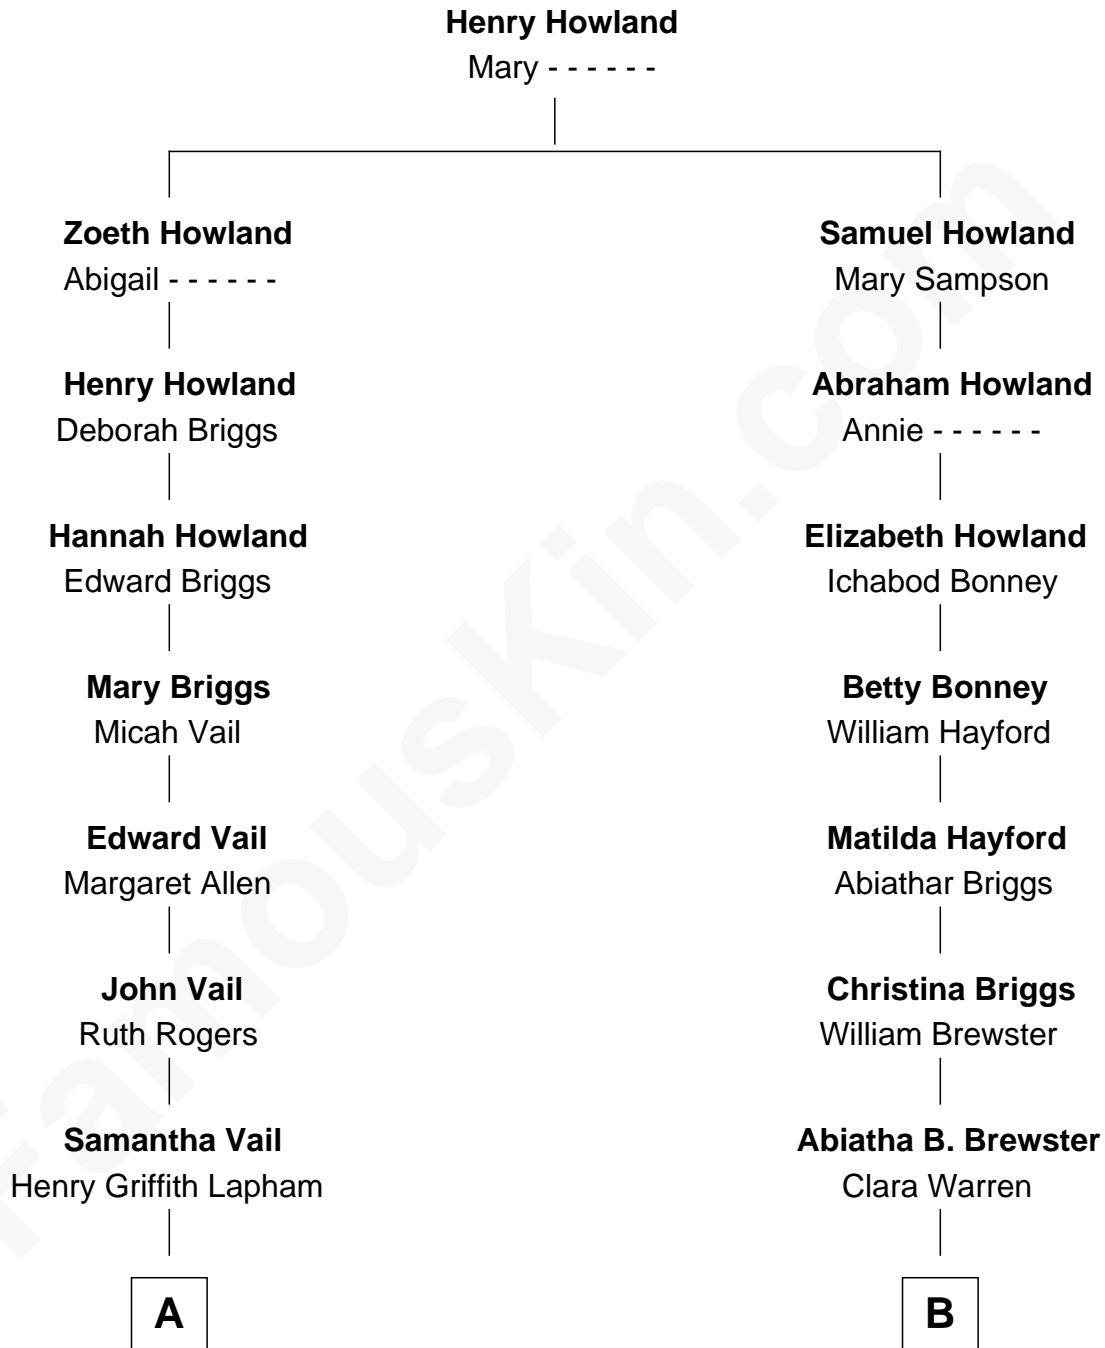 Henry Howland
Mary - - - - - -
Zoeth Howland
Abigail - - - - - -
Samuel Howland
Mary Sampson
Henry Howland
Deborah Briggs
Abraham Howland
Annie - - - - - -
Hannah Howland
Edward Briggs
Elizabeth Howland
Ichabod Bonney
Mary Briggs
Micah Vail
Betty Bonney
William Hayford
Edward Vail
Margaret Allen
Matilda Hayford
Abiathar Briggs
John Vail
Ruth Rogers
Christina Briggs
William Brewster
Samantha Vail
Henry Griffith Lapham
Abiatha B. Brewster
Clara Warren
A
B
FamousKin.com